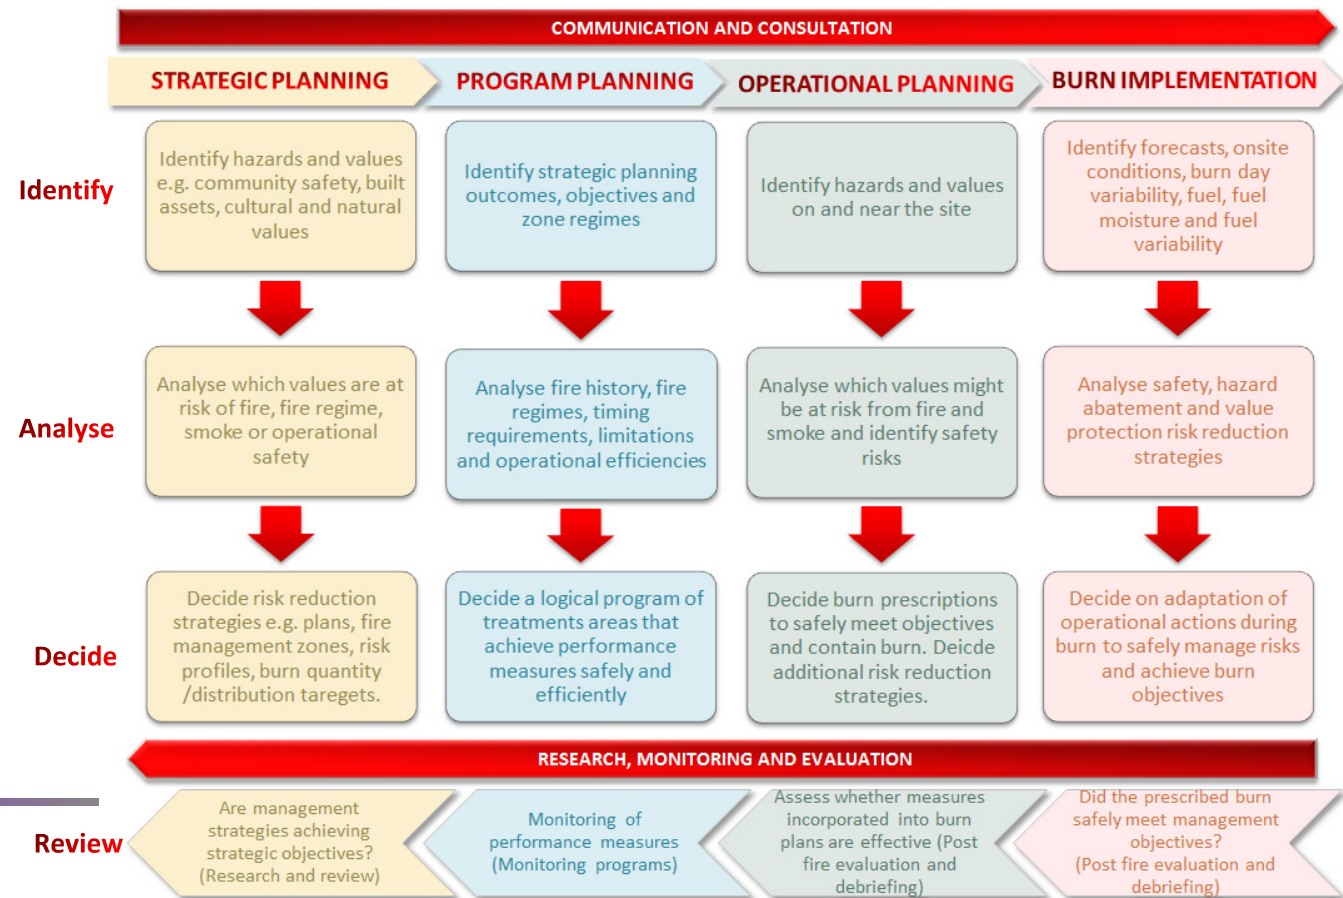 COMMUNICATION AND CONSULTATION
STRATEGIC PLANNING
PROGRAM PLANNING
OPERATIONAL PLANNING
BURN IMPLEMENTATION
Identify
Identify hazards and values
e.g. community safety, built
assets, cultural and natural
values
Identify strategic planning
outcomes, objectives and
zone regimes
Identify hazards and values
on and near the site
Identify forecasts, onsite
conditions, burn day
variability, fuel, fuel
moisture and fuel
variability
Analyse
Analyse which values are at
risk of fire, fire regime,
smoke or operational
safety
Analyse fire history, fire
regimes, timing
requirements, limitations
and operational efficiencies
Analyse which values might
be at risk from fire and
smoke and identify safety
risks
Analyse safety, hazard
abatement and value
protection risk reduction
strategies
Decide
Decide risk reduction
strategies e.g. plans, fire
management zones, risk
profiles, burn quantity
/distribution taregets.
Decide a logical program of
treatments areas that
achieve performance
measures safely and
efficiently
Decide burn prescriptions
to safely meet objectives
and contain burn. Deicde
additional risk reduction
strategies.
Decide on adaptation of
operational actions during
burn to safely manage risks
and achieve burn
objectives
RESEARCH, MONITORING AND EVALUATION
Review
Are management
strategies achieving
strategic objectives?
(Research and review)
Monitoring of
performance measures
(Monitoring programs)
Assess whether measures
incorporated into burn
plans are effective (Post
fire evaluation and
debriefing)
Did the prescribed burn
safely meet management
objectives?
(Post fire evaluation and
debriefing)